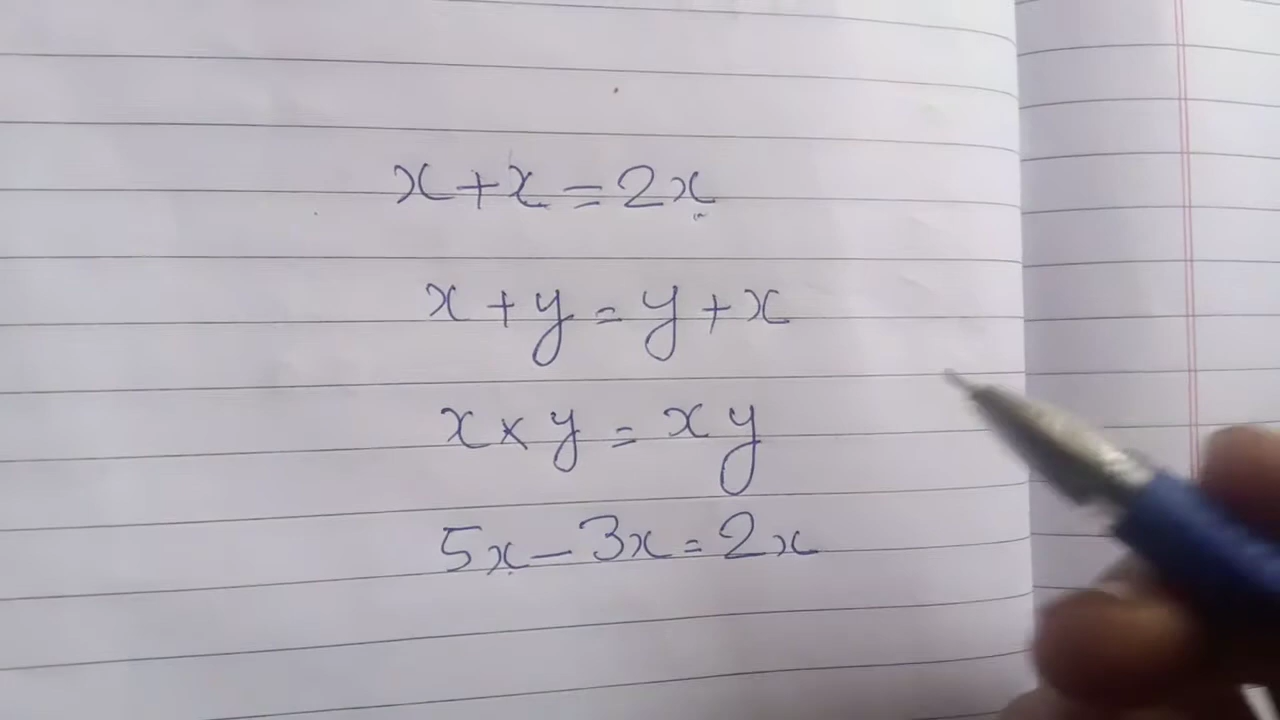 x + x = 2x
x + y = y + x
x × y = xy
5x − 3x = 2x